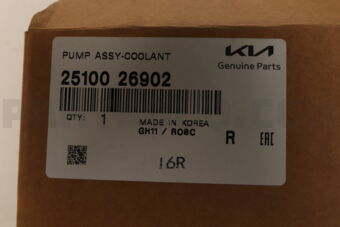 PUMP ASSY-COOLANT
KIA
Genuine Parts
25100 26902
QTY: 1
MADE IN KOREA
GH11 / R08C
R EAC
16R